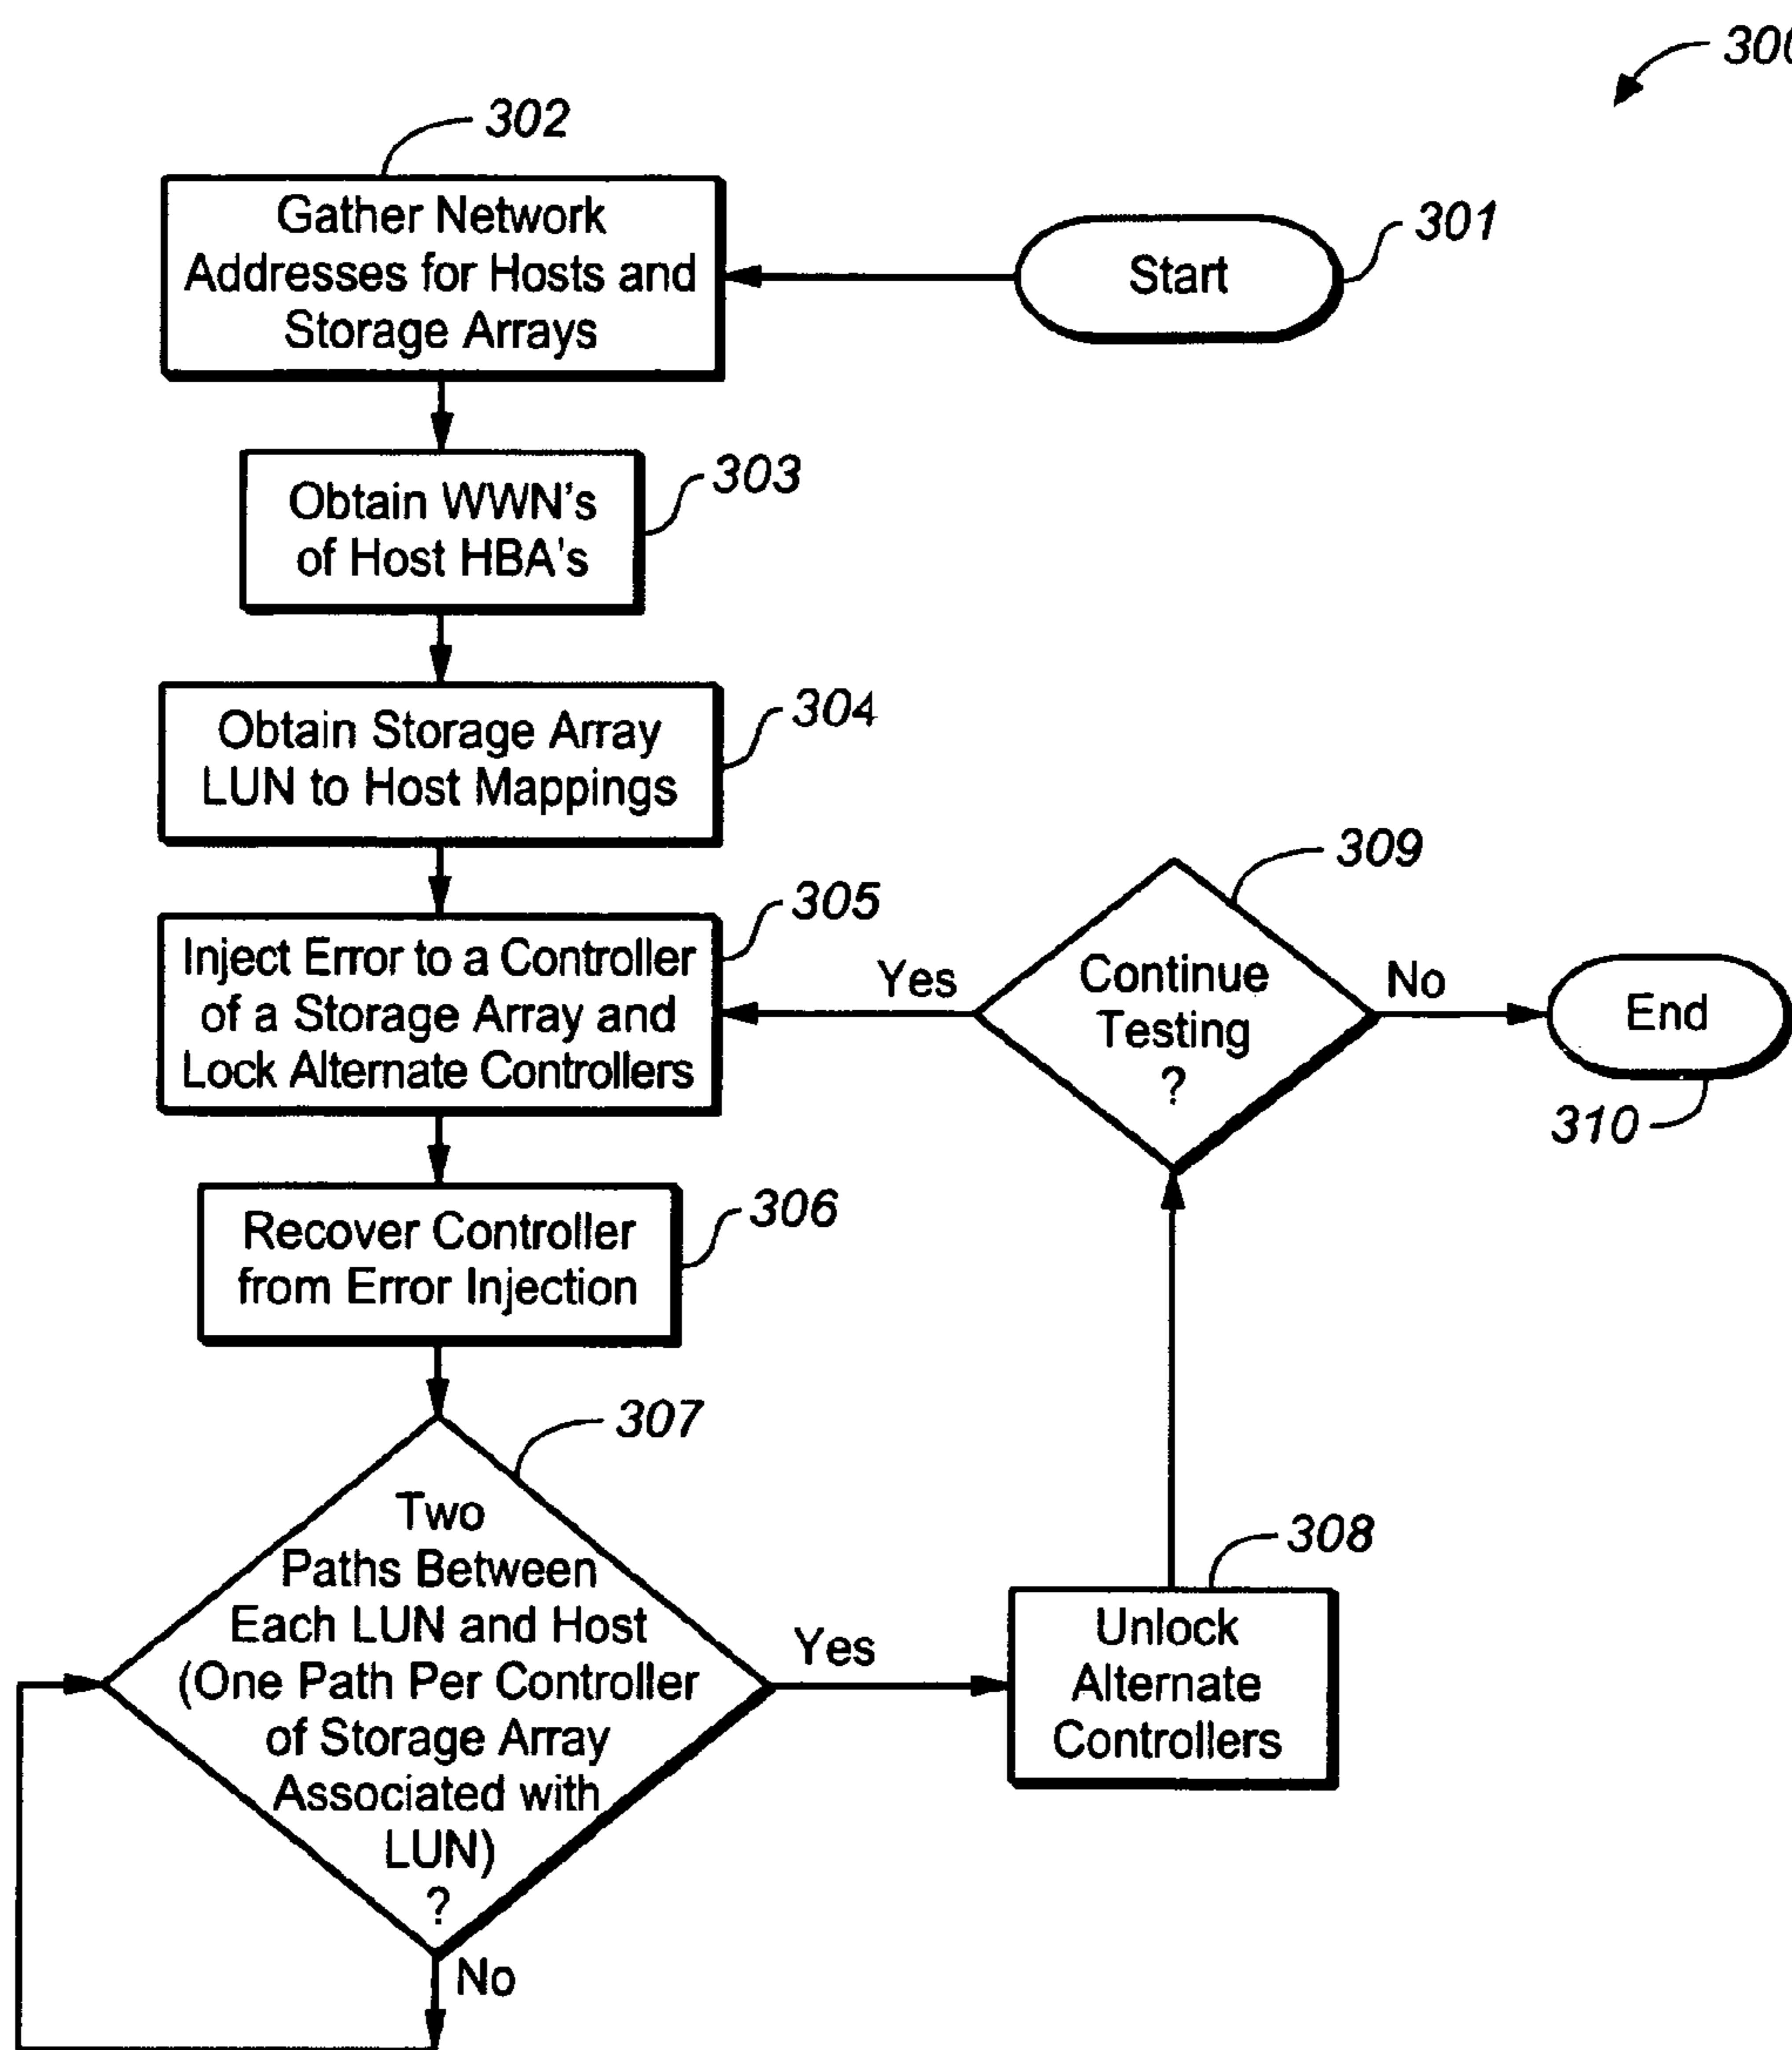 300
302
Gather Network
Addresses for Hosts and
Storage Arrays
301
Start
303
Obtain WWN's
of Host HBA's
304
Obtain Storage Array
LUN to Host Mappings
305
Inject Error to a Controller
of a Storage Array and
Lock Alternate Controllers
309
Continue
Testing
?
Yes
No
End
310
306
Recover Controller
from Error Injection
307
Two
Paths Between
Each LUN and Host
(One Path Per Controller
of Storage Array
Associated with
LUN)
?
Yes
No
308
Unlock
Alternate
Controllers